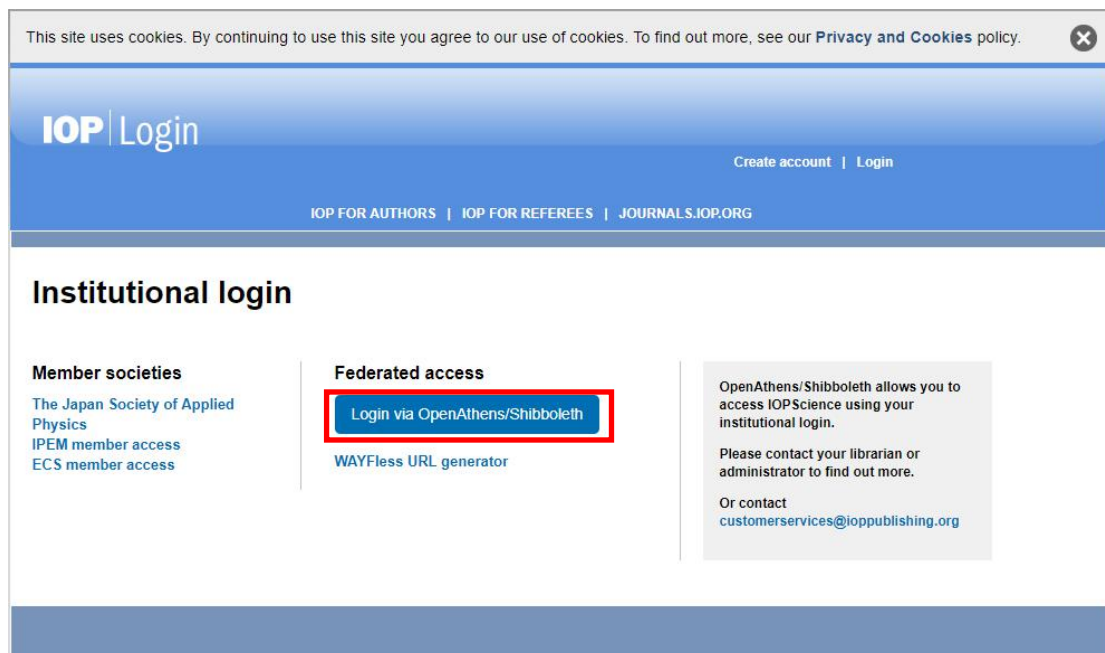 This site uses cookies. By continuing to use this site you agree to our use of cookies. To find out more, see our Privacy and Cookies policy.
IOP Login
Create account | Login
IOP FOR AUTHORS | IOP FOR REFEREES | JOURNALS.IOP.ORG
Institutional login
Member societies
The Japan Society of Applied
Physics
IPEM member access
ECS member access
Federated access
Login via OpenAthens/Shibboleth
WAYFless URL generator
OpenAthens/Shibboleth allows you to
access IOPScience using your
institutional login.
Please contact your librarian or
administrator to find out more.
Or contact
customerservices@ioppublishing.org